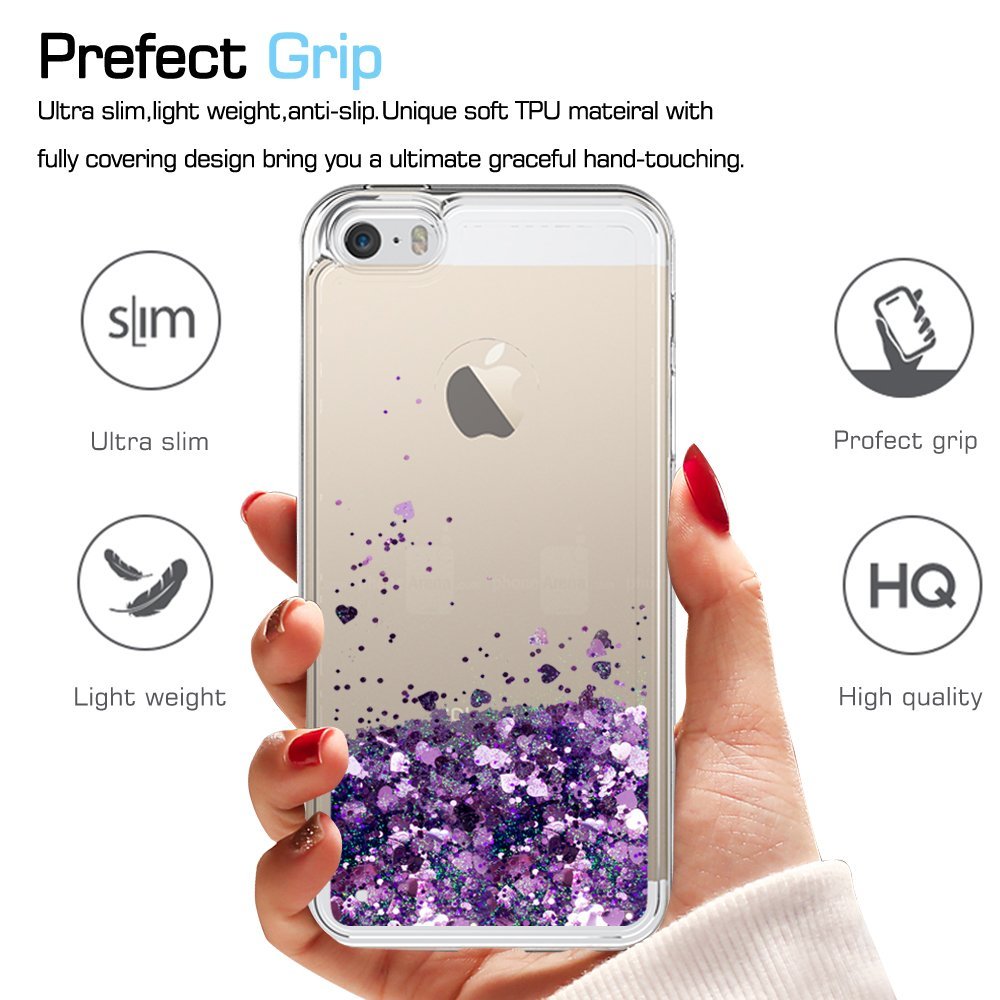 Prefect Grip
Ultra slim,light weight,anti-slip.Unique soft TPU mateiral with
fully covering design bring you a ultimate graceful hand-touching.
slim
Ultra slim
Profect grip
HQ
Light weight
High quality
Arena